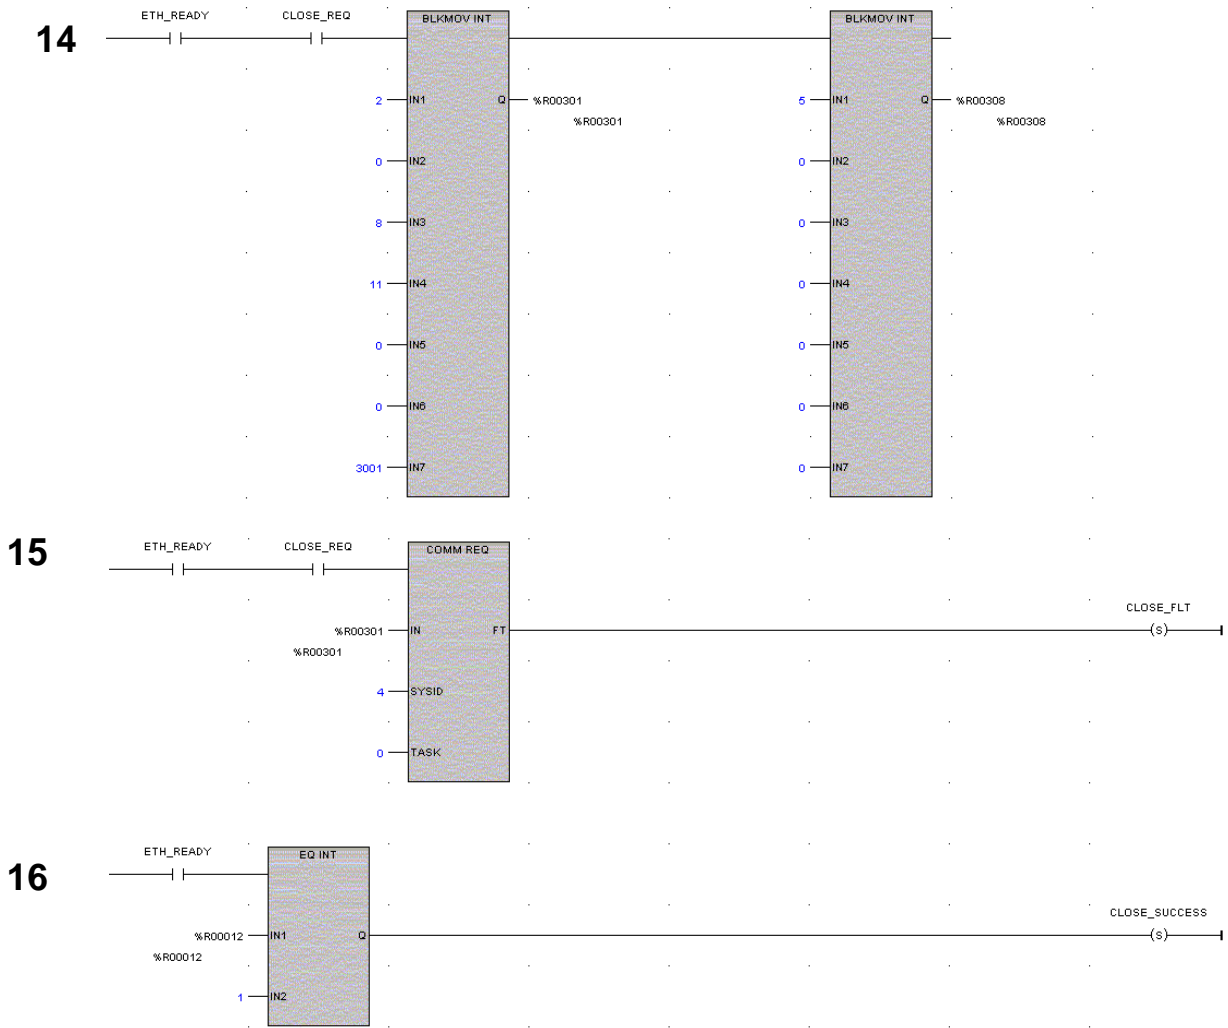 14
ETH_READY CLOSE_REQ BLKMOV INT BLKMOV INT
2 IN1 Q %R00301 5 IN1 Q %R00308
%R00301 %R00308
0 IN2 0 IN2
8 IN3 0 IN3
11 IN4 0 IN4
0 IN5 0 IN5
0 IN6 0 IN6
3001 IN7 0 IN7
15
ETH_READY CLOSE_REQ COMM REQ
CLOSE_FLT
%R00301 IN FT (S)
%R00301
4 SYSID
0 TASK
16
ETH_READY EQ INT
CLOSE_SUCCESS
%R00012 IN1 Q (S)
%R00012
1 IN2